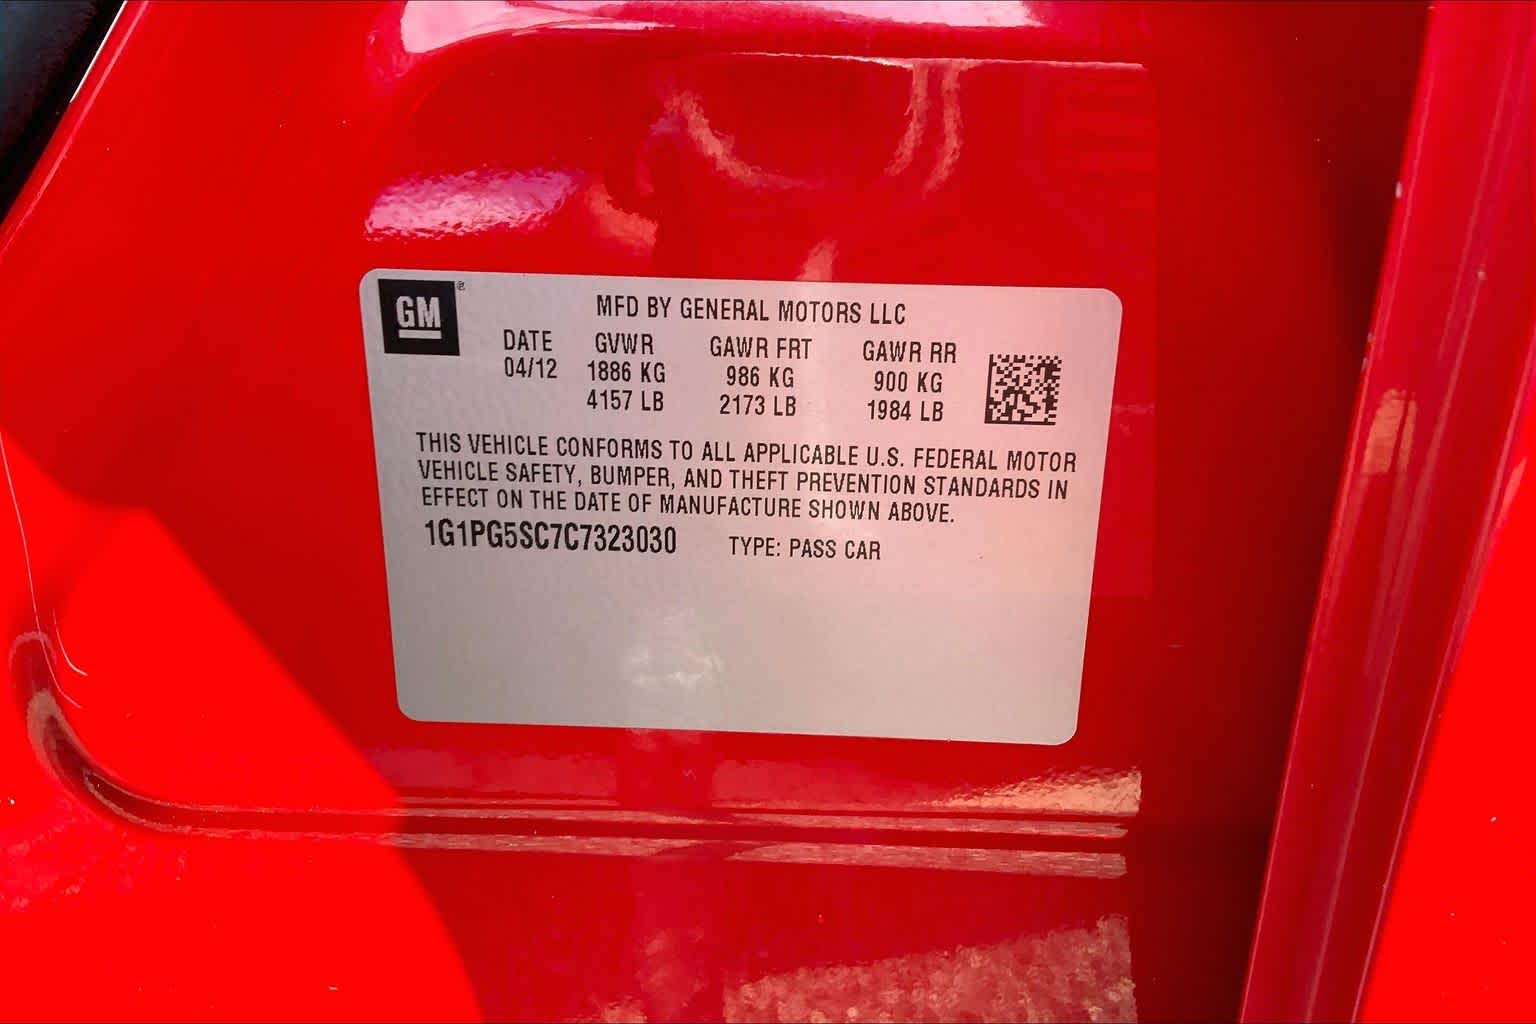 GM®
MFD BY GENERAL MOTORS LLC
DATE GVWR GAWR FRT GAWR RR
04/12 1886 KG 986 KG 900 KG
4157 LB 2173 LB 1984 LB
THIS VEHICLE CONFORMS TO ALL APPLICABLE U.S. FEDERAL MOTOR
VEHICLE SAFETY, BUMPER, AND THEFT PREVENTION STANDARDS IN
EFFECT ON THE DATE OF MANUFACTURE SHOWN ABOVE.
1G1PG5SC7C7323030 TYPE: PASS CAR